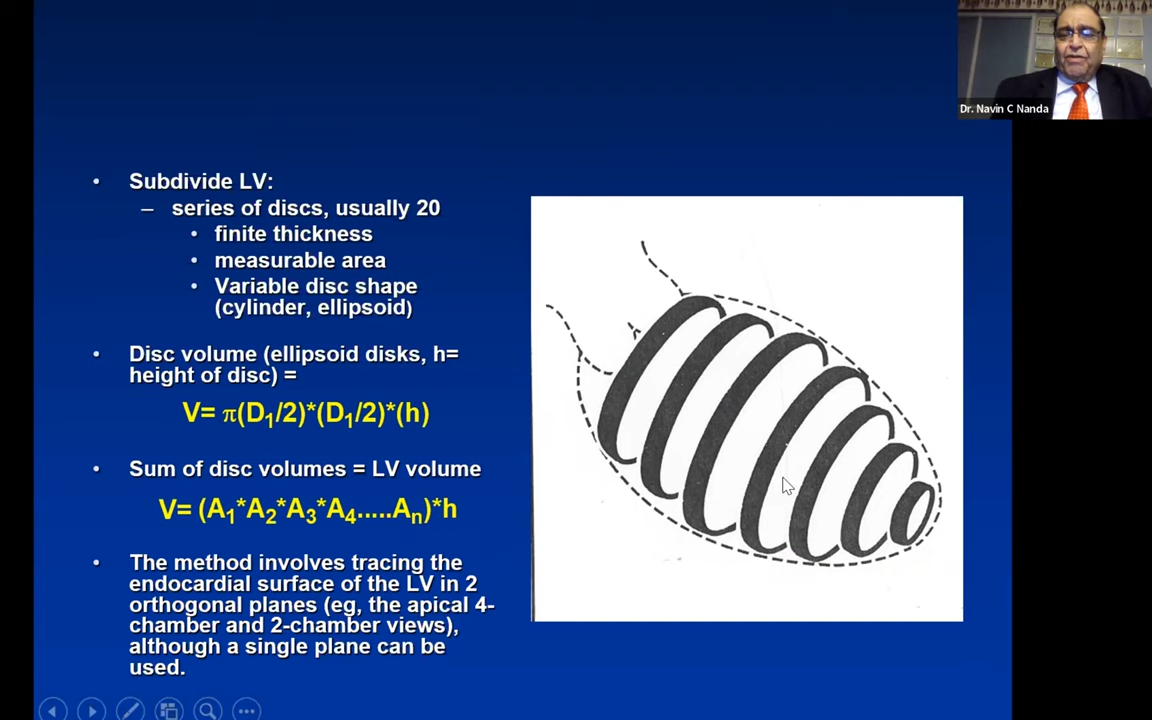 Dr. Navin C Nanda
• Subdivide LV:
– series of discs, usually 20
• finite thickness
• measurable area
• Variable disc shape
(cylinder, ellipsoid)
• Disc volume (ellipsoid disks, h=
height of disc) =
V= π(D₁/2)*(D₁/2)*(h)
• Sum of disc volumes = LV volume
V= (A₁*A₂*A₃*A₄.....Aₙ)*h
• The method involves tracing the
endocardial surface of the LV in 2
orthogonal planes (eg, the apical 4-
chamber and 2-chamber views),
although a single plane can be
used.